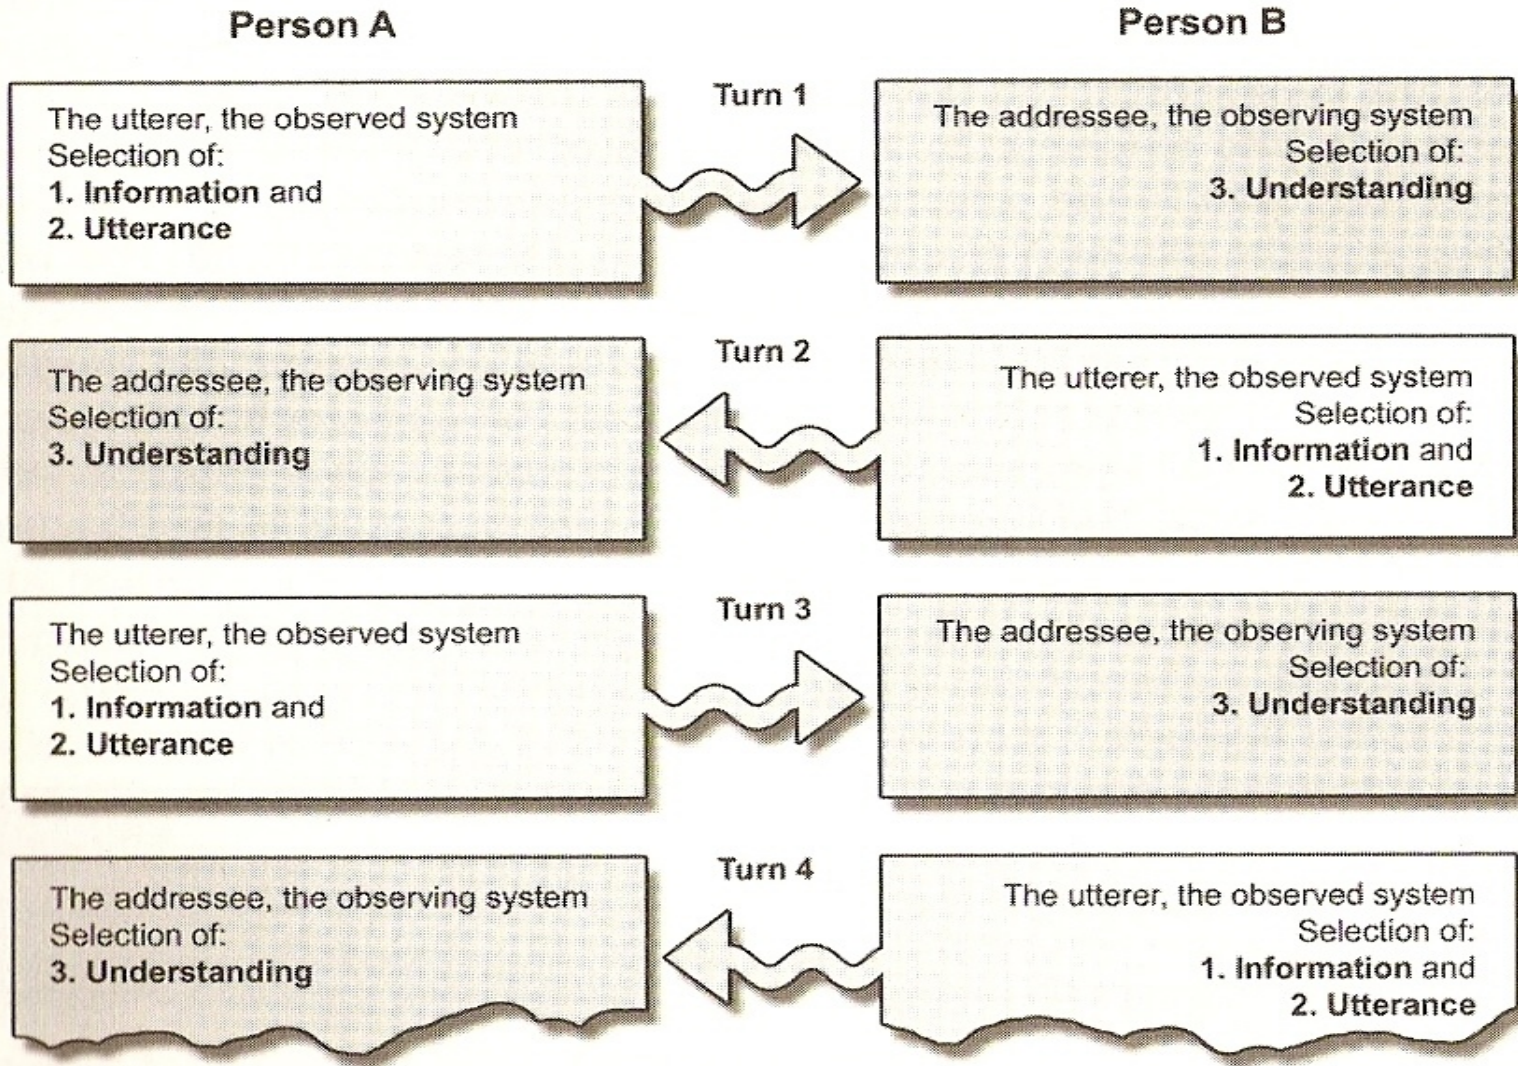 Person A
Person B
The utterer, the observed system
Selection of:
1. Information and
2. Utterance
Turn 1
The addressee, the observing system
Selection of:
3. Understanding
The addressee, the observing system
Selection of:
3. Understanding
Turn 2
The utterer, the observed system
Selection of:
1. Information and
2. Utterance
The utterer, the observed system
Selection of:
1. Information and
2. Utterance
Turn 3
The addressee, the observing system
Selection of:
3. Understanding
The addressee, the observing system
Selection of:
3. Understanding
Turn 4
The utterer, the observed system
Selection of:
1. Information and
2. Utterance